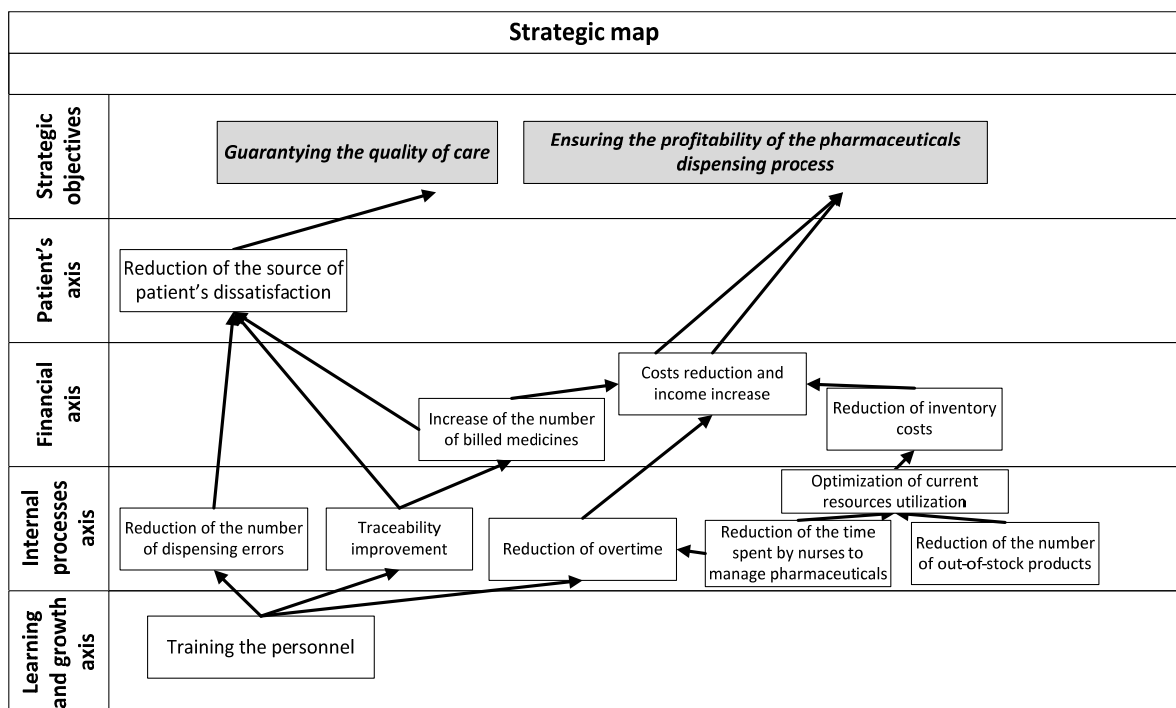 Strategic map
Strategic
objectives
Guarantying the quality of care
Ensuring the profitability of the pharmaceuticals
dispensing process
Patient's
axis
Reduction of the source of
patient's dissatisfaction
Financial
axis
Increase of the number
of billed medicines
Costs reduction and
income increase
Reduction of inventory
costs
Internal
processes
axis
Reduction of the number
of dispensing errors
Traceability
improvement
Reduction of overtime
Optimization of current
resources utilization
Reduction of the time
spent by nurses to
manage pharmaceuticals
Reduction of the number
of out-of-stock products
Learning
and growth
axis
Training the personnel